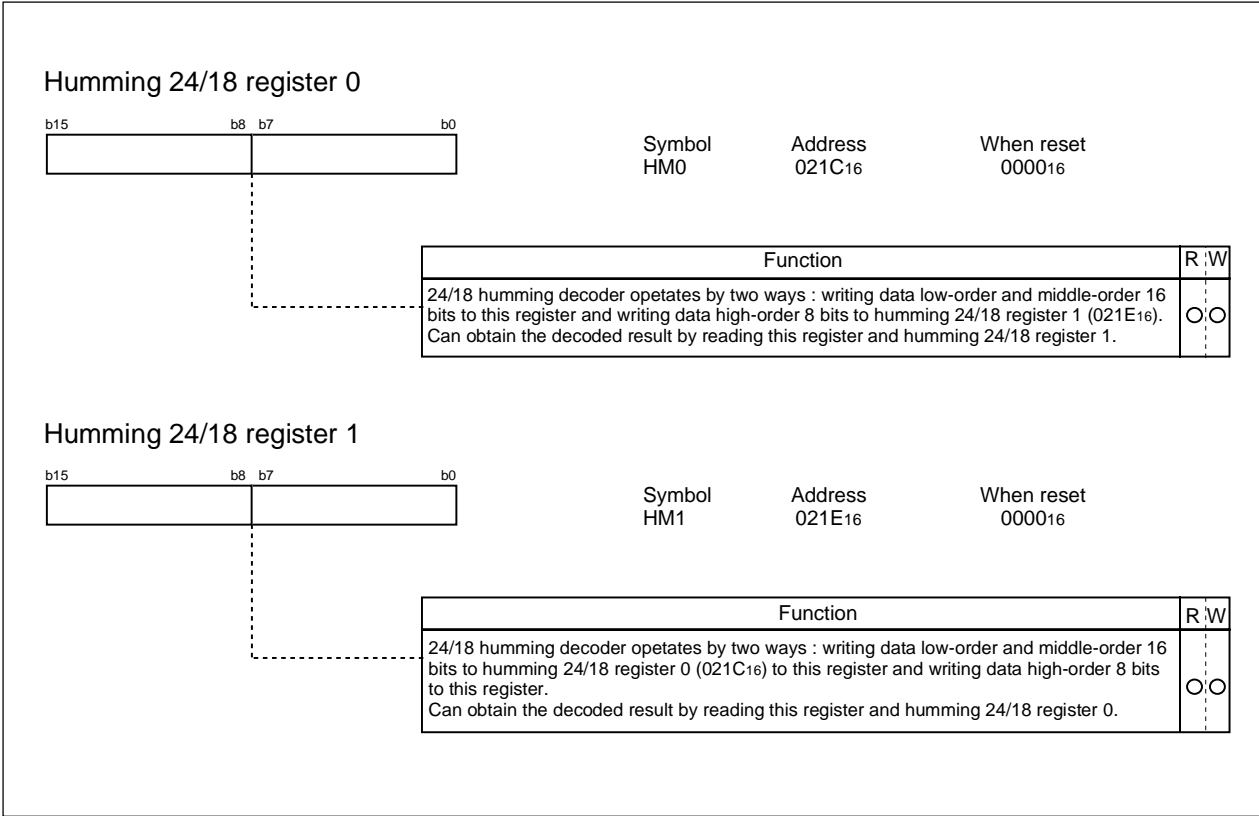 Humming 24/18 register 0
b15 b8 b7 b0
Symbol Address When reset
HM0 021C16 000016
Function R W
24/18 humming decoder opetates by two ways : writing data low-order and middle-order 16
bits to this register and writing data high-order 8 bits to humming 24/18 register 1 (021E16).
Can obtain the decoded result by reading this register and humming 24/18 register 1.
Humming 24/18 register 1
b15 b8 b7 b0
Symbol Address When reset
HM1 021E16 000016
Function R W
24/18 humming decoder opetates by two ways : writing data low-order and middle-order 16
bits to humming 24/18 register 0 (021C16) to this register and writing data high-order 8 bits
to this register.
Can obtain the decoded result by reading this register and humming 24/18 register 0.